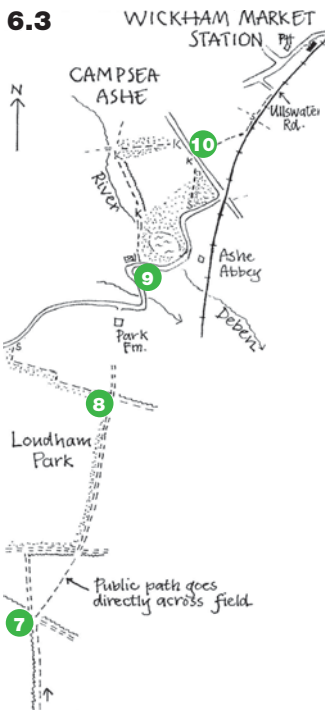 6.3
WICKHAM MARKET
STATION
PH
CAMPSEA
ASHE
N
Ullswater
Rd.
S
K
K
K
K
10
River
K
9
Ashe
Abbey
Deben
Park
Fm.
S
8
Loudham
Park
Public path goes
directly across field
7